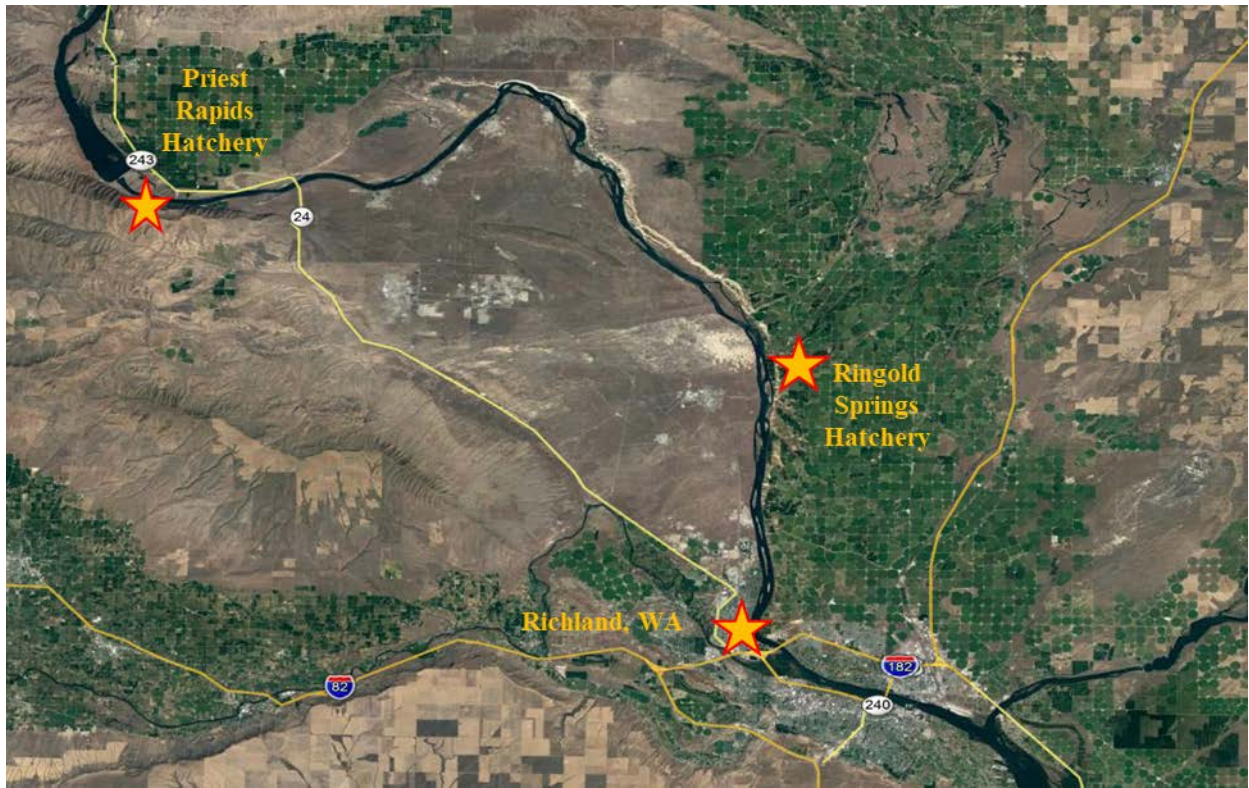 Priest
Rapids
Hatchery
243
24
Ringold
Springs
Hatchery
Richland, WA
182
82
240